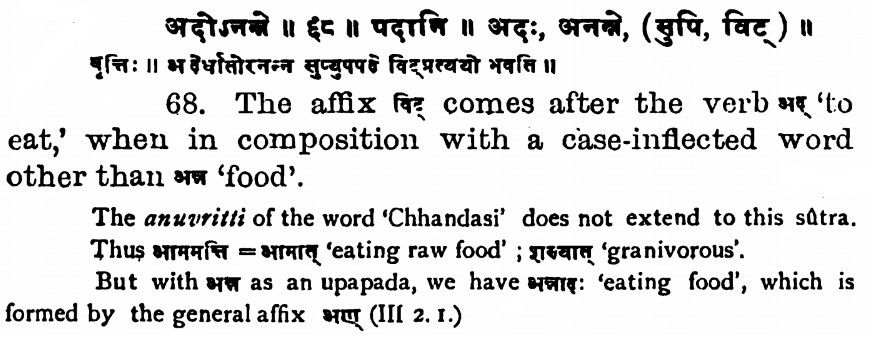 अदोऽनन्ने ॥ ६८ ॥ पदानि ॥ अदः, अनन्ने, (सुपि, विट्) ॥
वृत्तिः ॥ अदेर्धातोरनन्न सुप्युपपदे विट्प्रत्ययो भवति ॥
68. The affix विट् comes after the verb अद् ‘to
eat,’ when in composition with a case-inflected word
other than अन्न ‘food’.
The anuvritti of the word ‘Chhandasi’ does not extend to this sûtra.
Thus आममत्ति = आमात् ‘eating raw food’ ; शस्यात् ‘granivorous’.
But with अन्न as an upapada, we have अन्नादः ‘eating food’, which is
formed by the general affix अण् (III 2. 1.)